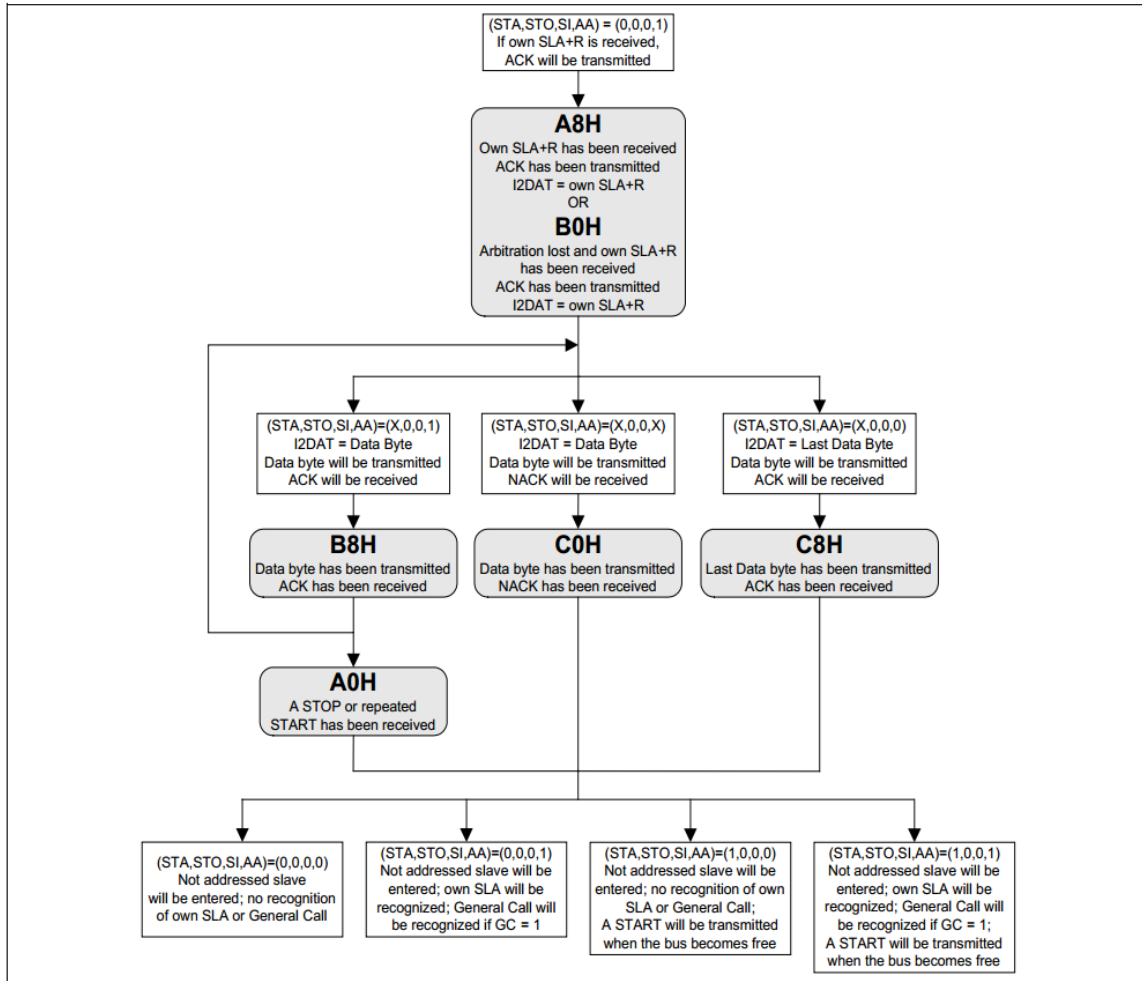 (STA,STO,SI,AA) = (0,0,0,1)
If own SLA+R is received,
ACK will be transmitted
A8H
Own SLA+R has been received
ACK has been transmitted
I2DAT = own SLA+R
OR
B0H
Arbitration lost and own SLA+R
has been received
ACK has been transmitted
I2DAT = own SLA+R
(STA,STO,SI,AA)=(X,0,0,1)
I2DAT = Data Byte
Data byte will be transmitted
ACK will be received
(STA,STO,SI,AA)=(X,0,0,X)
I2DAT = Data Byte
Data byte will be transmitted
NACK will be received
(STA,STO,SI,AA)=(X,0,0,0)
I2DAT = Last Data Byte
Data byte will be transmitted
ACK will be received
B8H
Data byte has been transmitted
ACK has been received
C0H
Data byte has been transmitted
NACK has been received
C8H
Last Data byte has been transmitted
ACK has been received
A0H
A STOP or repeated
START has been received
(STA,STO,SI,AA)=(0,0,0,0)
Not addressed slave
will be entered; no recognition
of own SLA or General Call
(STA,STO,SI,AA)=(0,0,0,1)
Not addressed slave will be
entered; own SLA will be
recognized; General Call will
be recognized if GC = 1
(STA,STO,SI,AA)=(1,0,0,0)
Not addressed slave will be
entered; no recognition of own
SLA or General Call;
A START will be transmitted
when the bus becomes free
(STA,STO,SI,AA)=(1,0,0,1)
Not addressed slave will be
entered; own SLA will be
recognized; General Call will
be recognized if GC = 1;
A START will be transmitted
when the bus becomes free